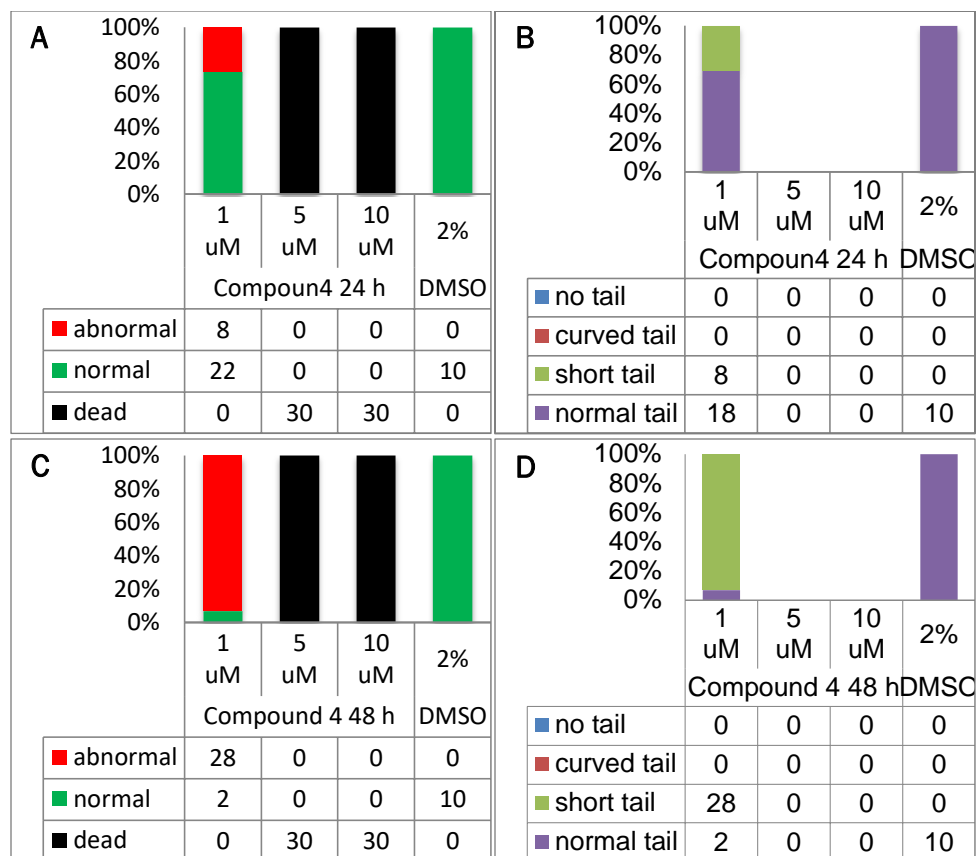 A
100%
80%
60%
40%
20%
0%
1 uM 5 uM 10 uM 2%
Compoun4 24 h DMSO
abnormal 8 0 0 0
normal 22 0 0 10
dead 0 30 30 0
B
100%
80%
60%
40%
20%
0%
1 uM 5 uM 10 uM 2%
Compoun4 24 h DMSO
no tail 0 0 0 0
curved tail 0 0 0 0
short tail 8 0 0 0
normal tail 18 0 0 10
C
100%
80%
60%
40%
20%
0%
1 uM 5 uM 10 uM 2%
Compound 4 48 h DMSO
abnormal 28 0 0 0
normal 2 0 0 10
dead 0 30 30 0
D
100%
80%
60%
40%
20%
0%
1 uM 5 uM 10 uM 2%
Compound 4 48 h DMSO
no tail 0 0 0 0
curved tail 0 0 0 0
short tail 28 0 0 0
normal tail 2 0 0 10